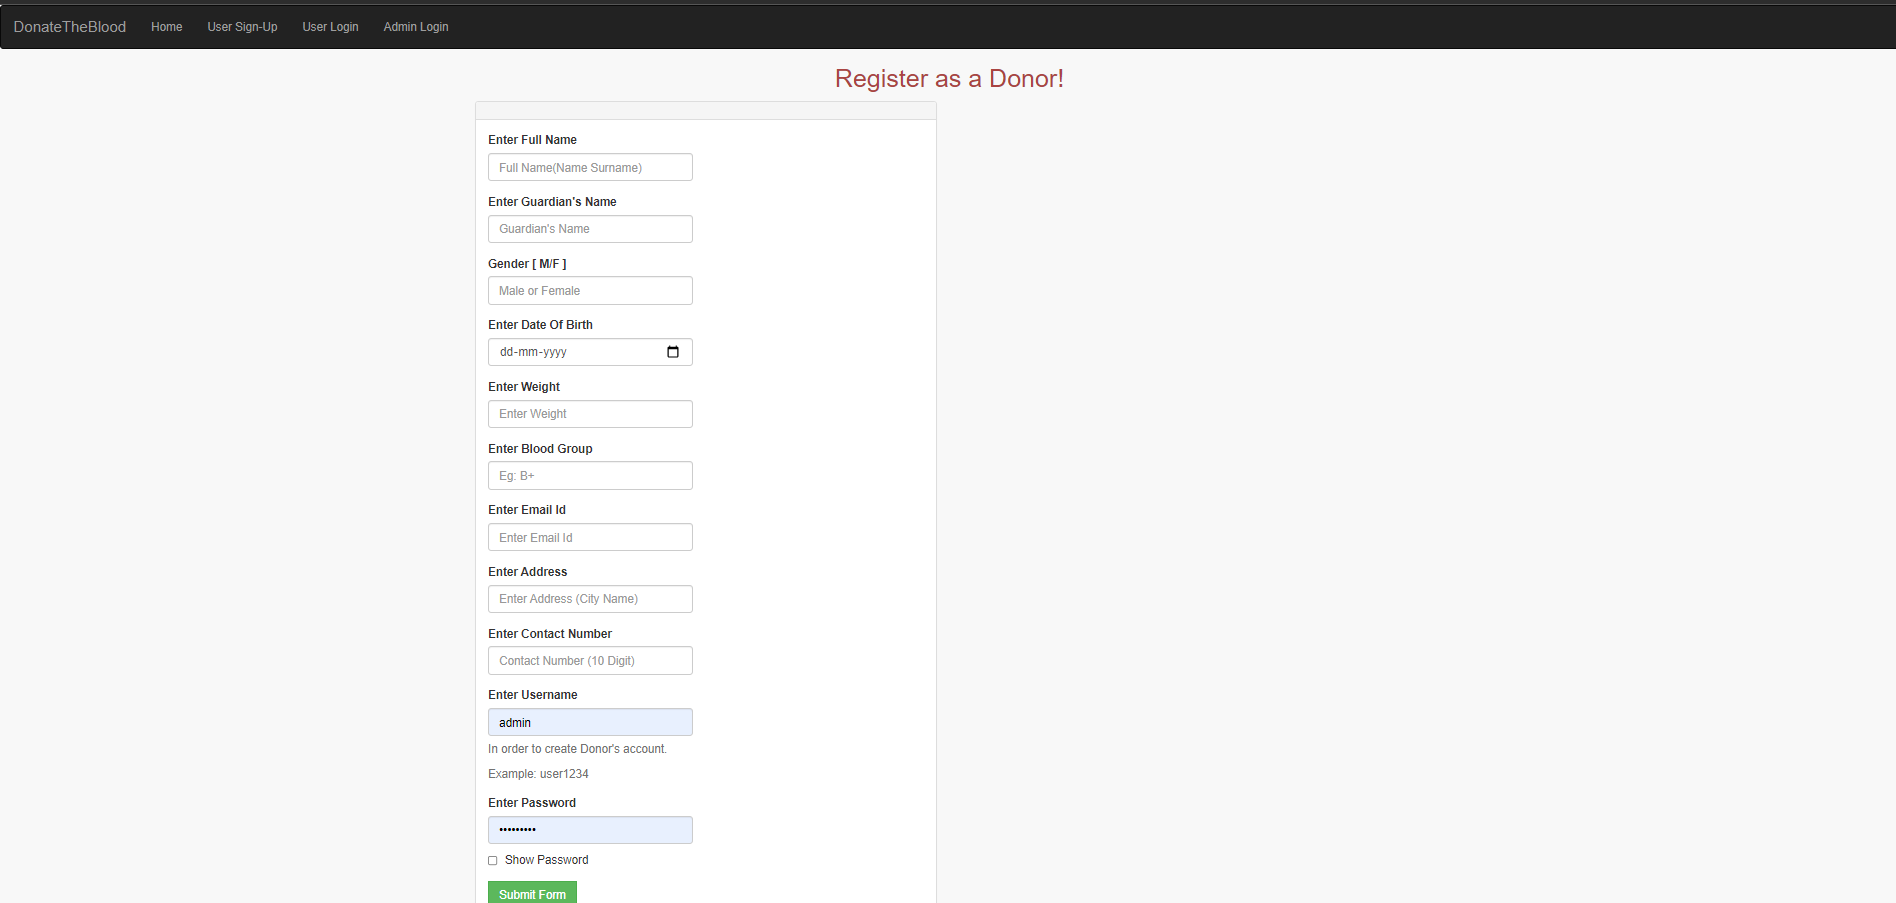 DonateTheBlood Home User Sign-Up User Login Admin Login
Register as a Donor!
Enter Full Name
Full Name(Name Surname)
Enter Guardian's Name
Guardian's Name
Gender [ M/F ]
Male or Female
Enter Date Of Birth
dd-mm-yyyy
Enter Weight
Enter Weight
Enter Blood Group
Eg: B+
Enter Email Id
Enter Email Id
Enter Address
Enter Address (City Name)
Enter Contact Number
Contact Number (10 Digit)
Enter Username
admin
In order to create Donor's account.
Example: user1234
Enter Password
•••••••••
Show Password
Submit Form